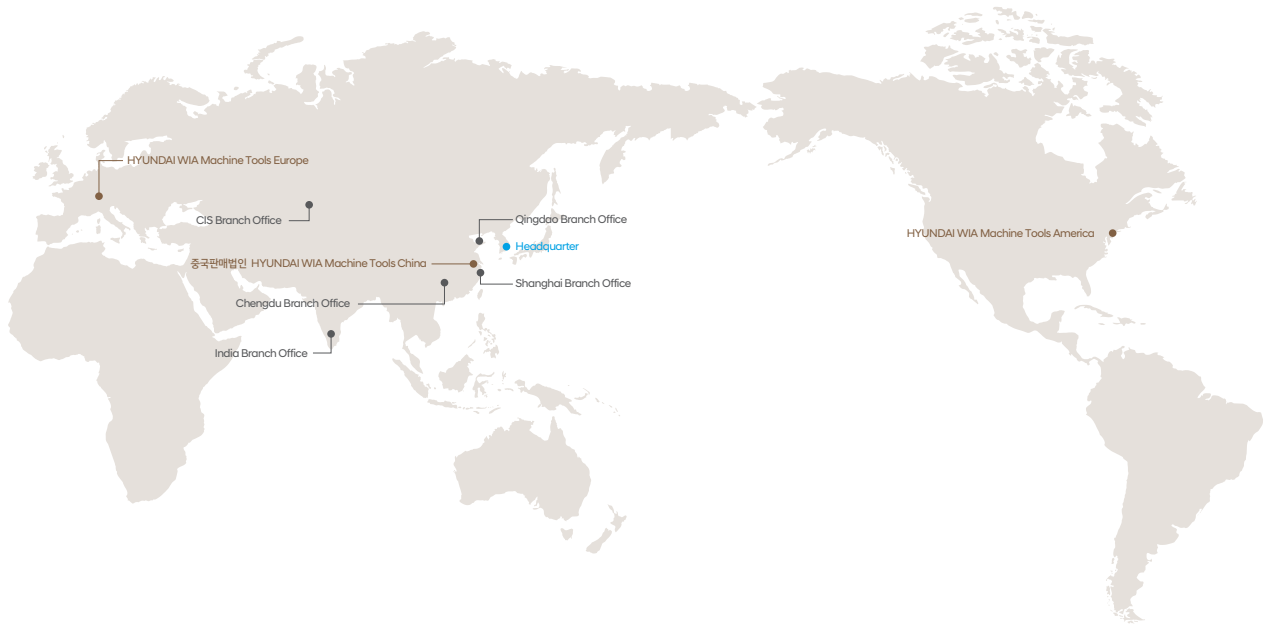 HYUNDAI WIA Machine Tools Europe
CIS Branch Office
Qingdao Branch Office
HYUNDAI WIA Machine Tools America
Headquarter
중국판매법인 HYUNDAI WIA Machine Tools China
Shanghai Branch Office
Chengdu Branch Office
India Branch Office